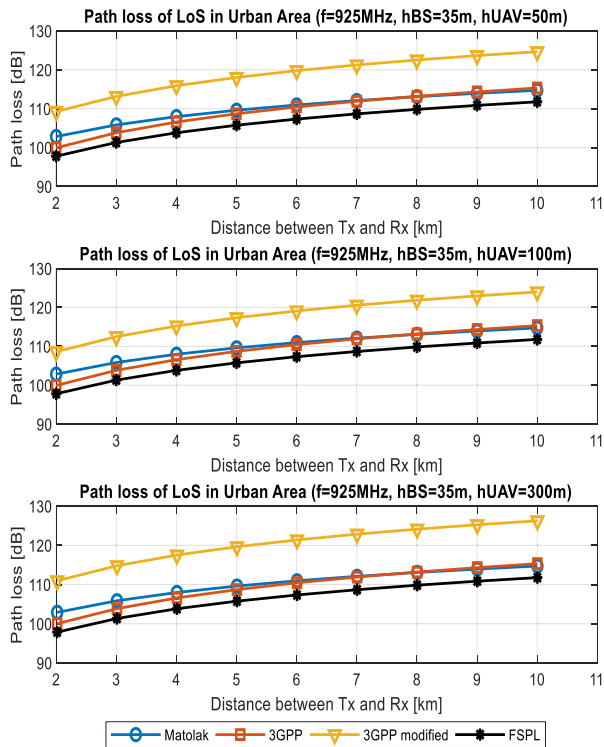 Path loss of LoS in Urban Area (f=925MHz, hBS=35m, hUAV=50m)
130
120
110
100
90
Path loss [dB]
2 3 4 5 6 7 8 9 10 11
Distance between Tx and Rx [km]
Path loss of LoS in Urban Area (f=925MHz, hBS=35m, hUAV=100m)
130
120
110
100
90
Path loss [dB]
2 3 4 5 6 7 8 9 10 11
Distance between Tx and Rx [km]
Path loss of LoS in Urban Area (f=925MHz, hBS=35m, hUAV=300m)
130
120
110
100
90
Path loss [dB]
2 3 4 5 6 7 8 9 10 11
Distance between Tx and Rx [km]
Matolak 3GPP 3GPP modified FSPL